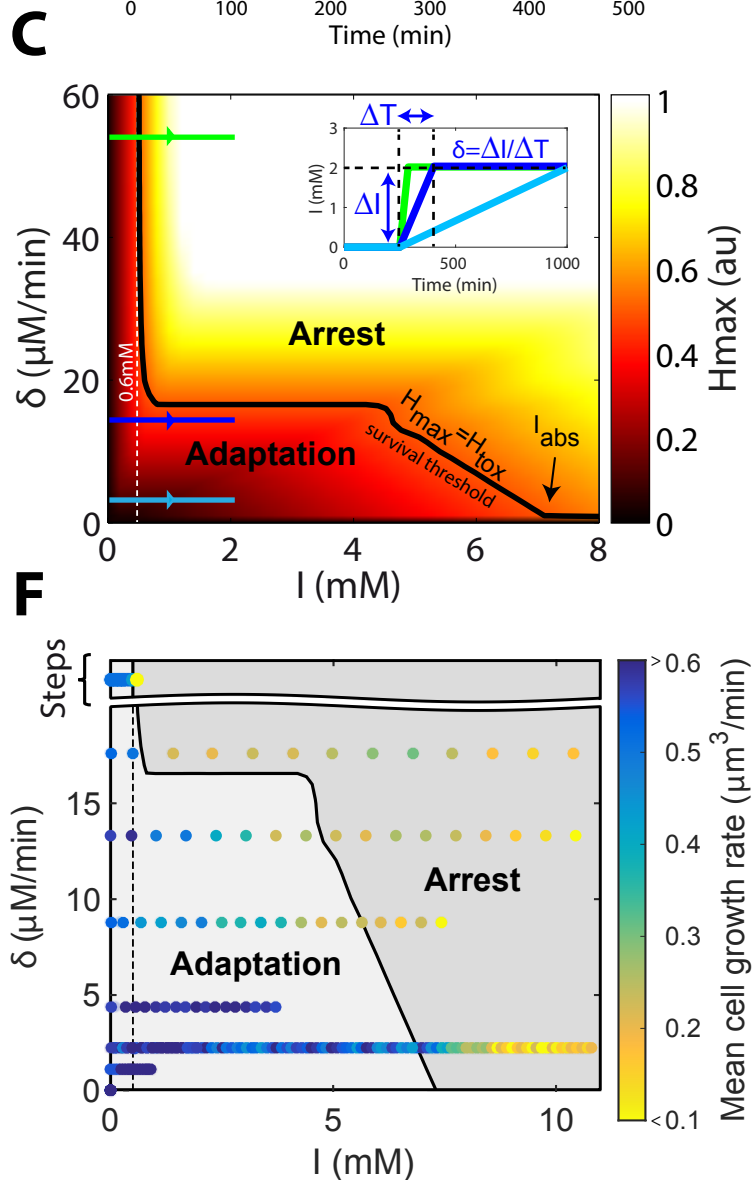 0 100 200 260 300 400 500
Time (min)
C
60
40
20
0
δ (μM/min)
0 2 4 6 8
I (mM)
0.6mM
Arrest
Adaptation
Hmax=Htox
survival threshold
Iabs
ΔT
δ=ΔI/ΔT
ΔI
3
2
1
0
I (mM)
0 500 1000
Time (min)
1
0.8
0.6
0.4
0.2
0
Hmax (au)
F
Steps
15
10
5
0
δ (μM/min)
0 5 10
I (mM)
Arrest
Adaptation
> 0.6
0.5
0.4
0.3
0.2
< 0.1
Mean cell growth rate (μm³/min)